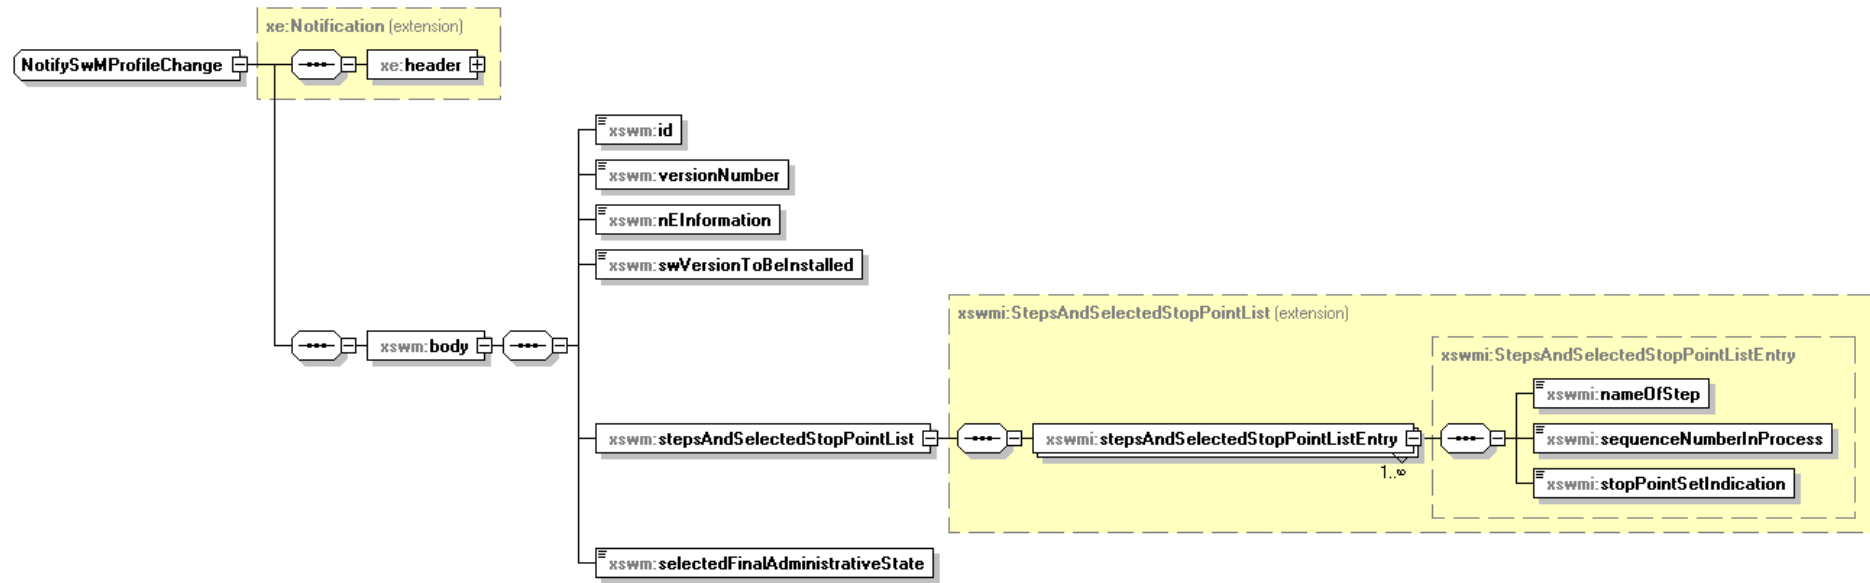 xe:Notification (extension)
NotifySwMProfileChange
xe:header
xswm:id
xswm:versionNumber
xswm:nEInformation
xswm:swVersionToBeInstalled
xswmi:StepsAndSelectedStopPointList (extension)
xswm:body
xswmi:StepsAndSelectedStopPointListEntry
xswmi:nameOfStep
xswm:stepsAndSelectedStopPointList
xswmi:stepsAndSelectedStopPointListEntry
xswmi:sequenceNumberInProcess
1..∞
xswmi:stopPointSetIndication
xswm:selectedFinalAdministrativeState